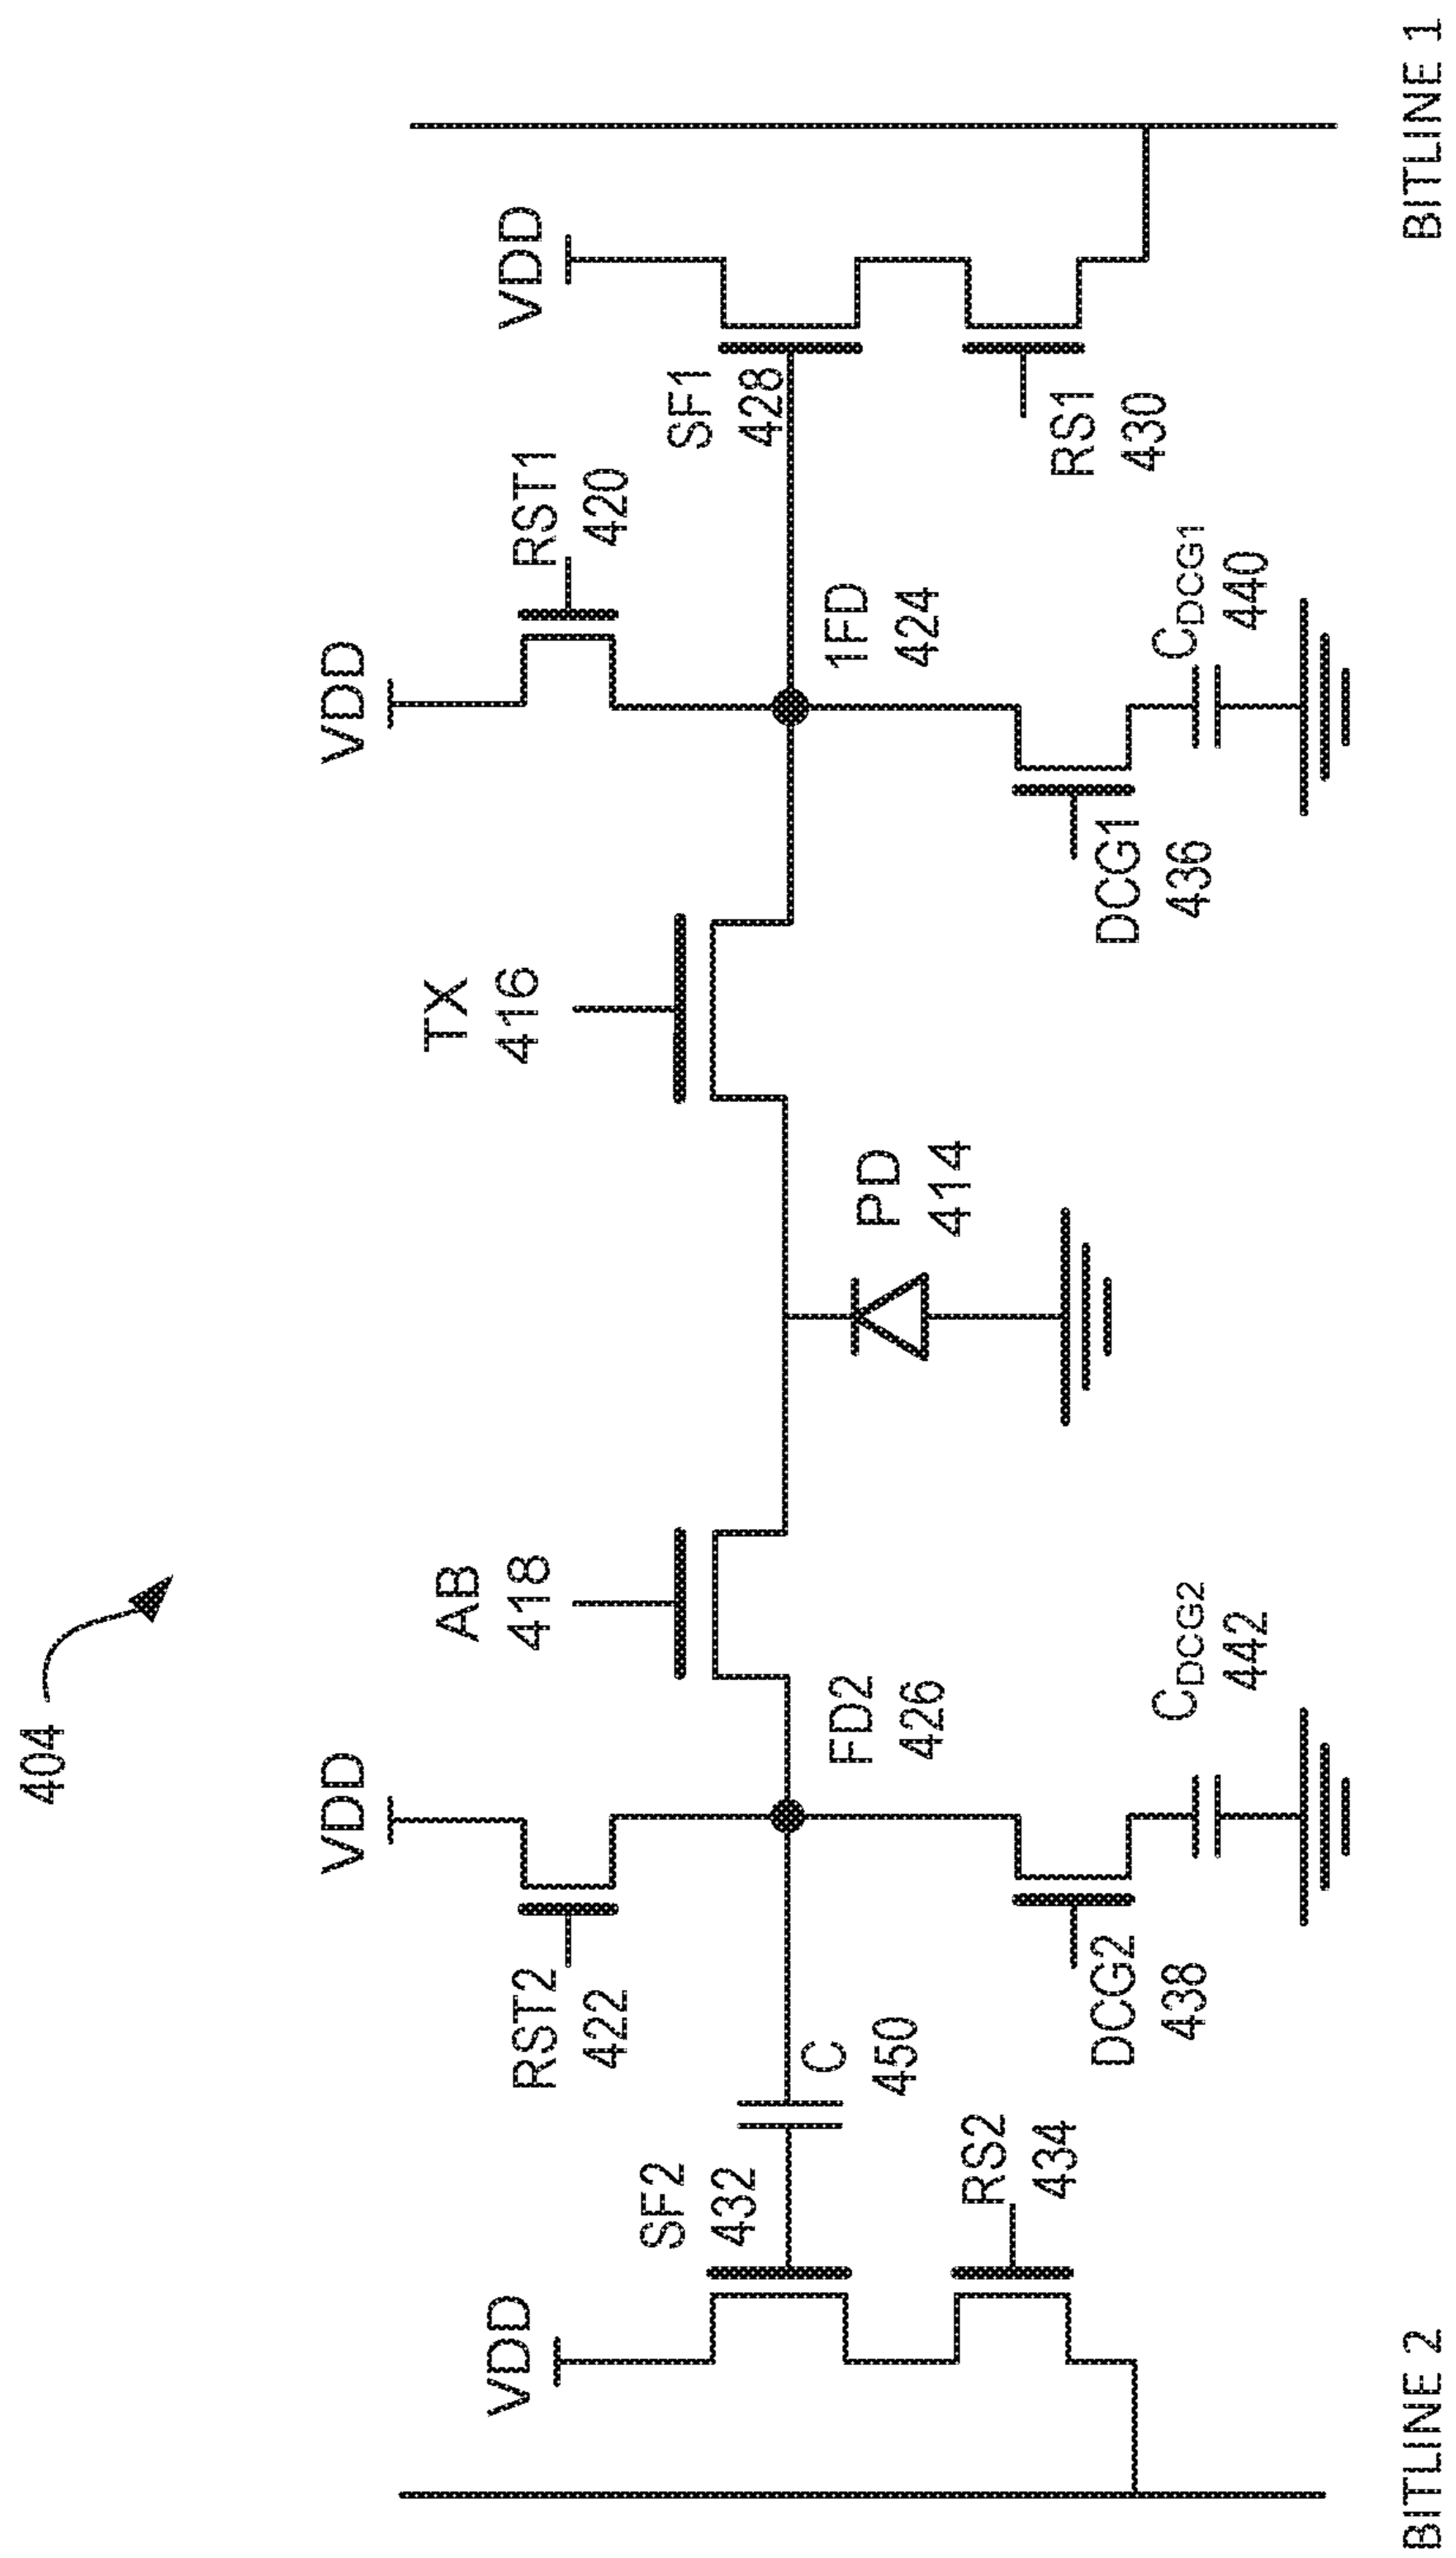 404
VDD
VDD
VDD
VDD
RST2
422
AB
418
TX
416
RST1
420
SF2
432
SF1
428
C
450
FD2
426
PD
414
1FD
424
RS2
434
RS1
430
DCG2
438
CDCG2
442
DCG1
436
CDCG1
440
BITLINE 2
BITLINE 1